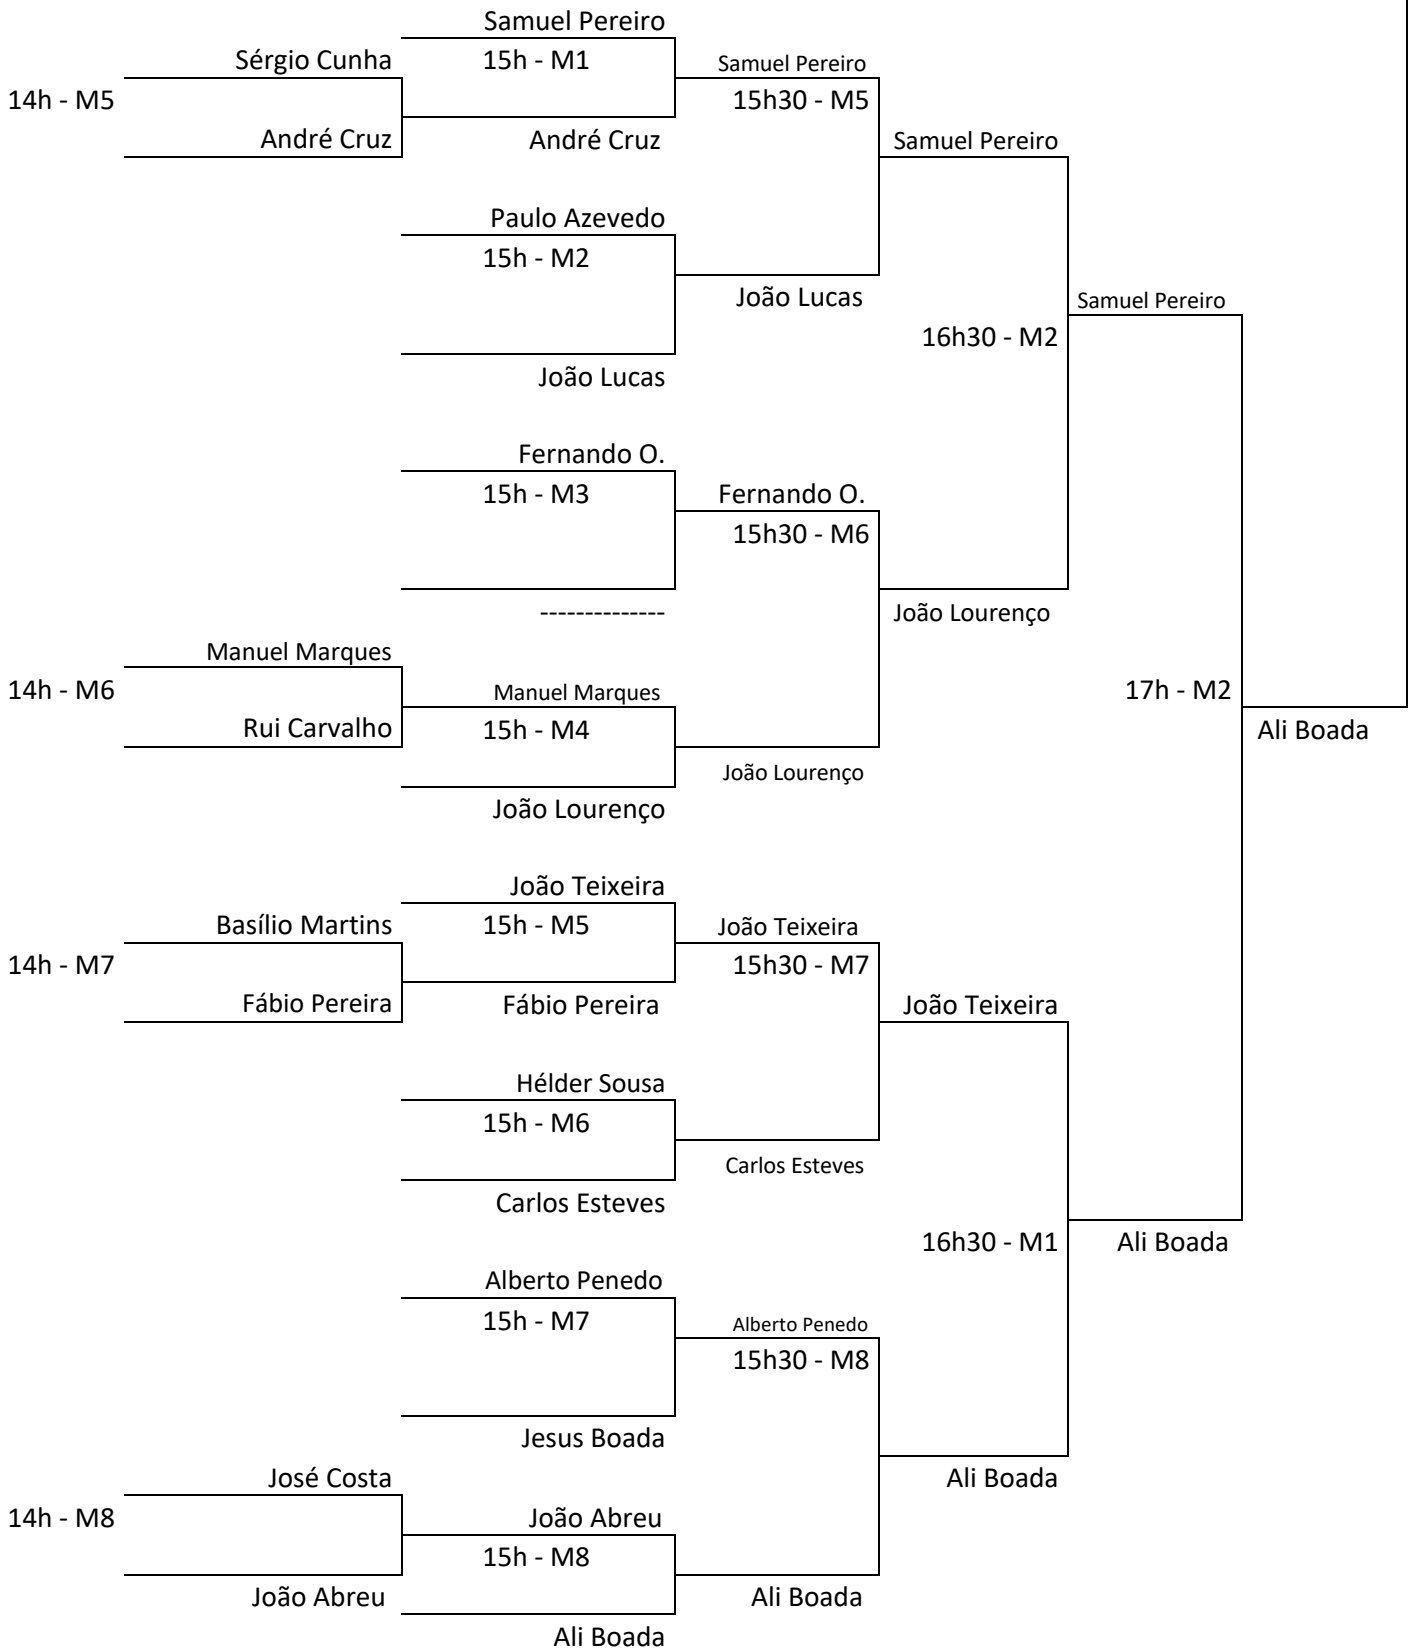 Samuel Pereiro
Sérgio Cunha
15h - M1
Samuel Pereiro
14h - M5
15h30 - M5
André Cruz
André Cruz
Samuel Pereiro
Paulo Azevedo
15h - M2
João Lucas
Samuel Pereiro
16h30 - M2
João Lucas
Fernando O.
15h - M3
Fernando O.
15h30 - M6
--------------
João Lourenço
Manuel Marques
14h - M6
Manuel Marques
17h - M2
Rui Carvalho
15h - M4
Ali Boada
João Lourenço
João Lourenço
João Teixeira
Basílio Martins
15h - M5
João Teixeira
14h - M7
15h30 - M7
Fábio Pereira
Fábio Pereira
João Teixeira
Hélder Sousa
15h - M6
Carlos Esteves
Carlos Esteves
16h30 - M1
Ali Boada
Alberto Penedo
15h - M7
Alberto Penedo
15h30 - M8
Jesus Boada
José Costa
Ali Boada
14h - M8
João Abreu
15h - M8
João Abreu
Ali Boada
Ali Boada